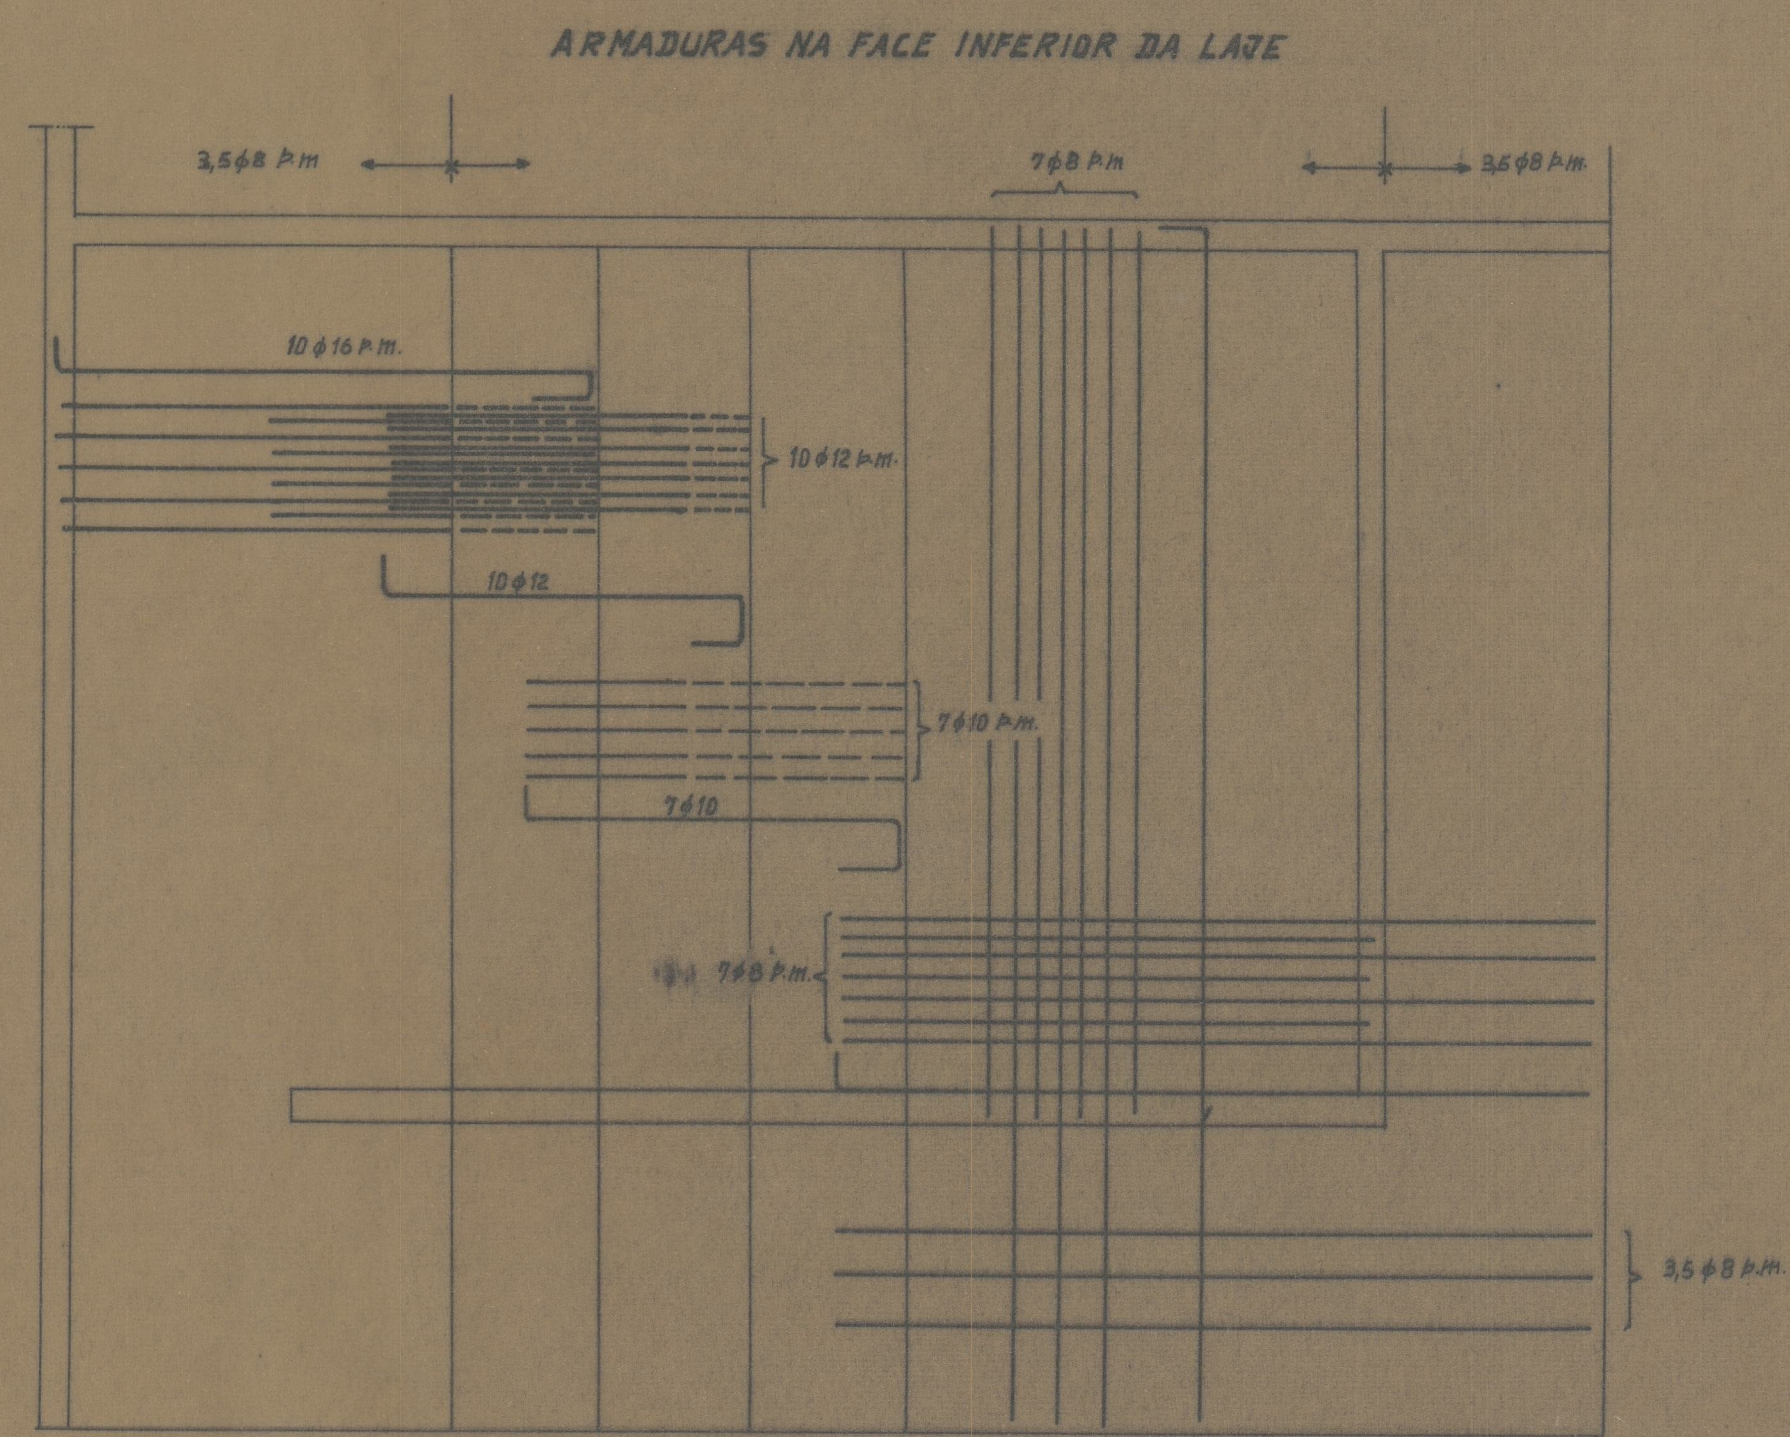 ARMADURAS NA FACE INFERIOR DA LAJE
3,5ϕ8 P.M
7ϕ8 P.M
3,5ϕ8 P.M.
10ϕ16 P.M.
10ϕ12 P.M.
10ϕ12
7ϕ10 P.M.
7ϕ10
7ϕ8 P.M.
3,5ϕ8 P.M.